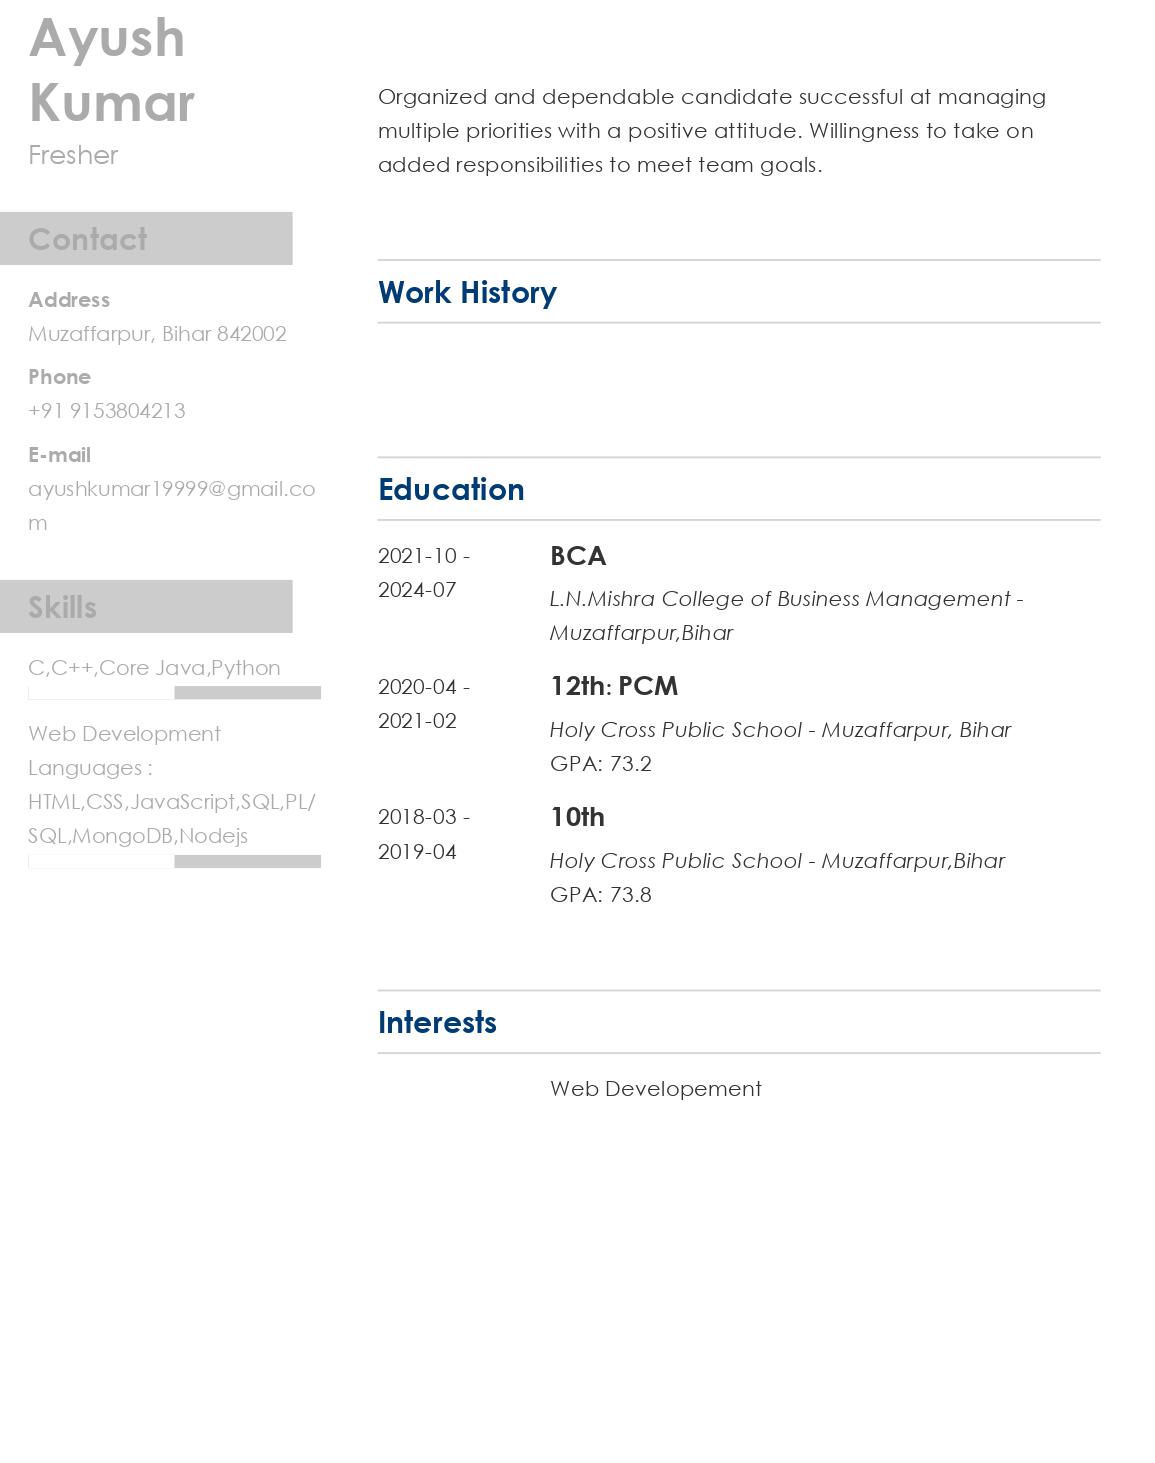 Ayush
Kumar
Fresher
Contact
Address
Muzaffarpur, Bihar 842002
Phone
+91 9153804213
E-mail
ayushkumar19999@gmail.co
m
Skills
C,C++,Core Java,Python
Web Development
Languages :
HTML,CSS,JavaScript,SQL,PL/
SQL,MongoDB,Nodejs
Organized and dependable candidate successful at managing
multiple priorities with a positive attitude. Willingness to take on
added responsibilities to meet team goals.
Work History
Education
2021-10 -
2024-07
BCA
L.N.Mishra College of Business Management -
Muzaffarpur,Bihar
2020-04 -
2021-02
12th: PCM
Holy Cross Public School - Muzaffarpur, Bihar
GPA: 73.2
2018-03 -
2019-04
10th
Holy Cross Public School - Muzaffarpur,Bihar
GPA: 73.8
Interests
Web Developement